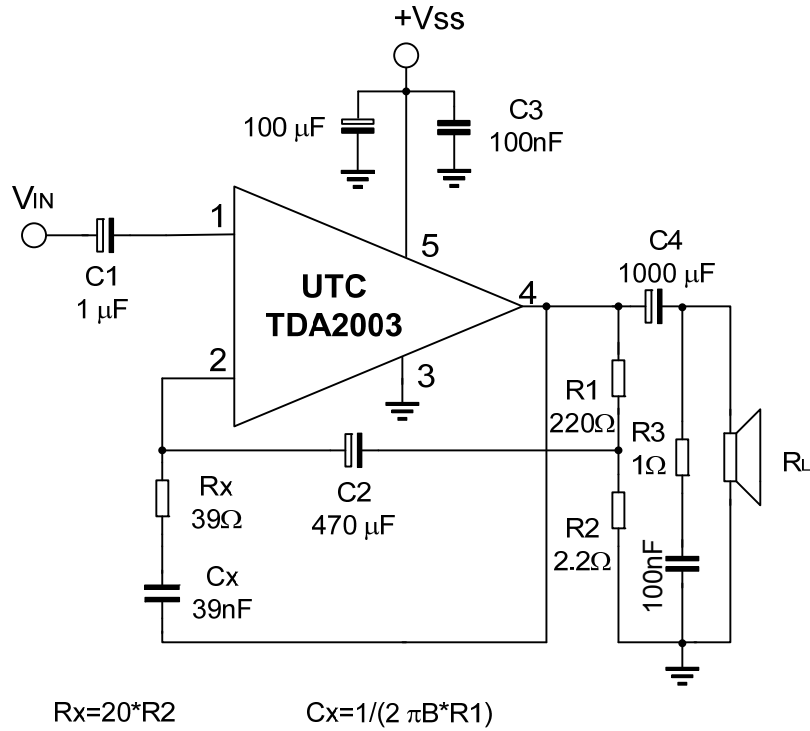 +Vss
100 μF
C3
100nF
VIN
1
C1
1 μF
5
UTC
TDA2003
4
C4
1000 μF
2
3
R1
220Ω
R3
1Ω
RL
Rx
39Ω
C2
470 μF
R2
2.2Ω
100nF
Cx
39nF
Rx=20*R2
Cx=1/(2 πB*R1)